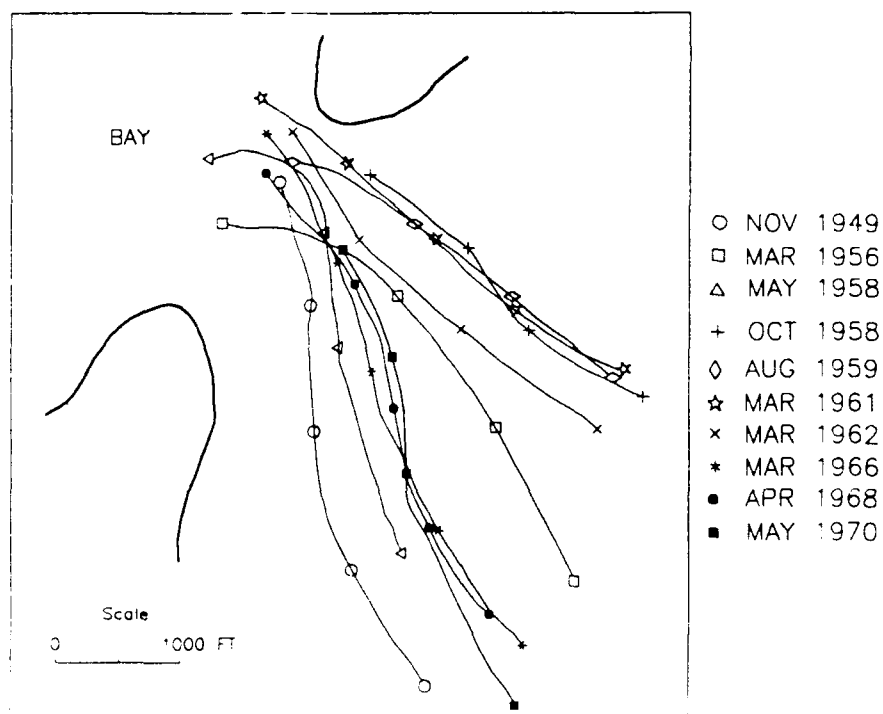 BAY
NOV 1949
MAR 1956
MAY 1958
OCT 1958
AUG 1959
MAR 1961
MAR 1962
MAR 1966
APR 1968
MAY 1970
Scale
0 1000 FT